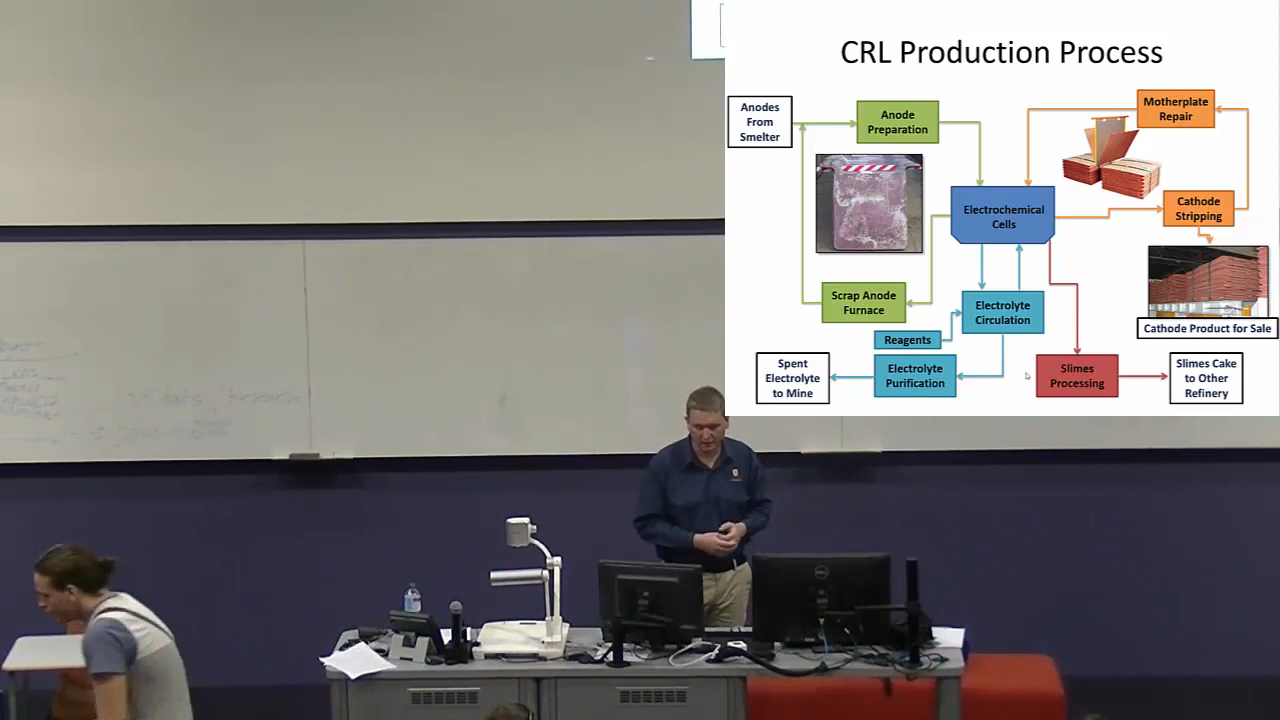 CRL Production Process
Anodes
From
Smelter
Anode
Preparation
Motherplate
Repair
Electrochemical
Cells
Cathode
Stripping
Scrap Anode
Furnace
Electrolyte
Circulation
Reagents
Cathode Product for Sale
Spent
Electrolyte
to Mine
Electrolyte
Purification
Slimes
Processing
Slimes Cake
to Other
Refinery
DELL